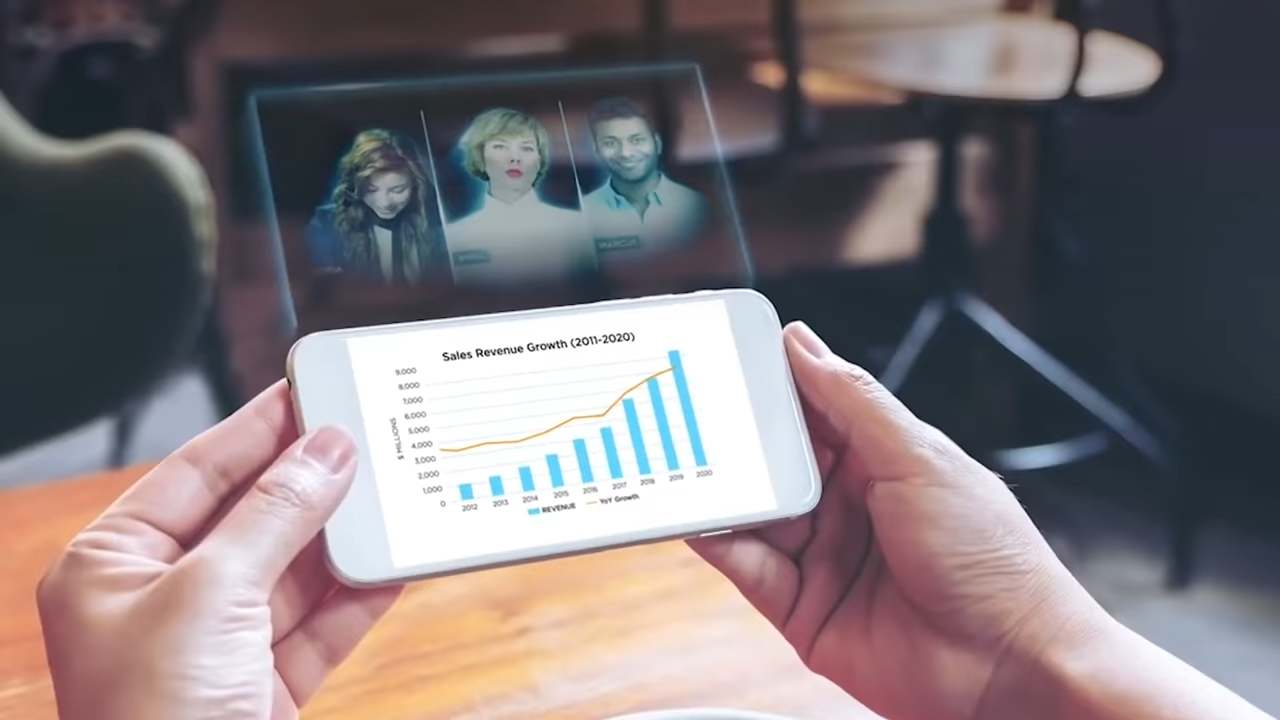 MARCUS
Sales Revenue Growth (2011-2020)
$ MILLIONS
9,000
8,000
7,000
6,000
5,000
4,000
3,000
2,000
1,000
0
2012 2013 2014 2015 2016 2017 2018 2019 2020
REVENUE YoY Growth